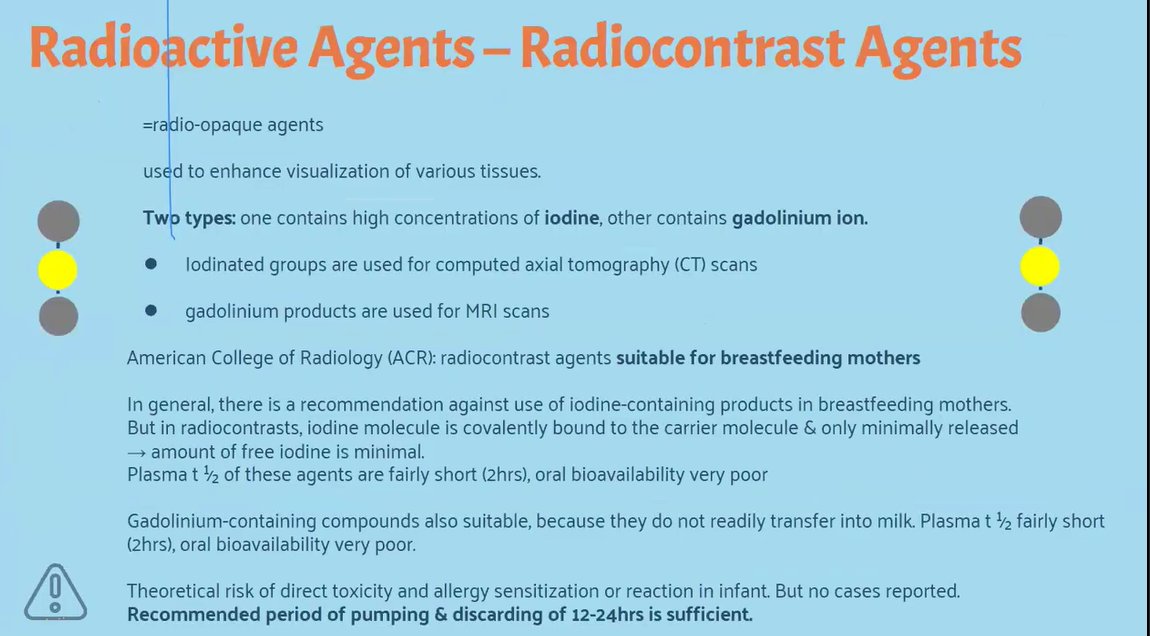 Radioactive Agents – Radiocontrast Agents
=radio-opaque agents
used to enhance visualization of various tissues.
Two types: one contains high concentrations of iodine, other contains gadolinium ion.
● Iodinated groups are used for computed axial tomography (CT) scans
● gadolinium products are used for MRI scans
American College of Radiology (ACR): radiocontrast agents suitable for breastfeeding mothers
In general, there is a recommendation against use of iodine-containing products in breastfeeding mothers.
But in radiocontrasts, iodine molecule is covalently bound to the carrier molecule & only minimally released
→ amount of free iodine is minimal.
Plasma t ½ of these agents are fairly short (2hrs), oral bioavailability very poor
Gadolinium-containing compounds also suitable, because they do not readily transfer into milk. Plasma t ½ fairly short
(2hrs), oral bioavailability very poor.
Theoretical risk of direct toxicity and allergy sensitization or reaction in infant. But no cases reported.
Recommended period of pumping & discarding of 12-24hrs is sufficient.